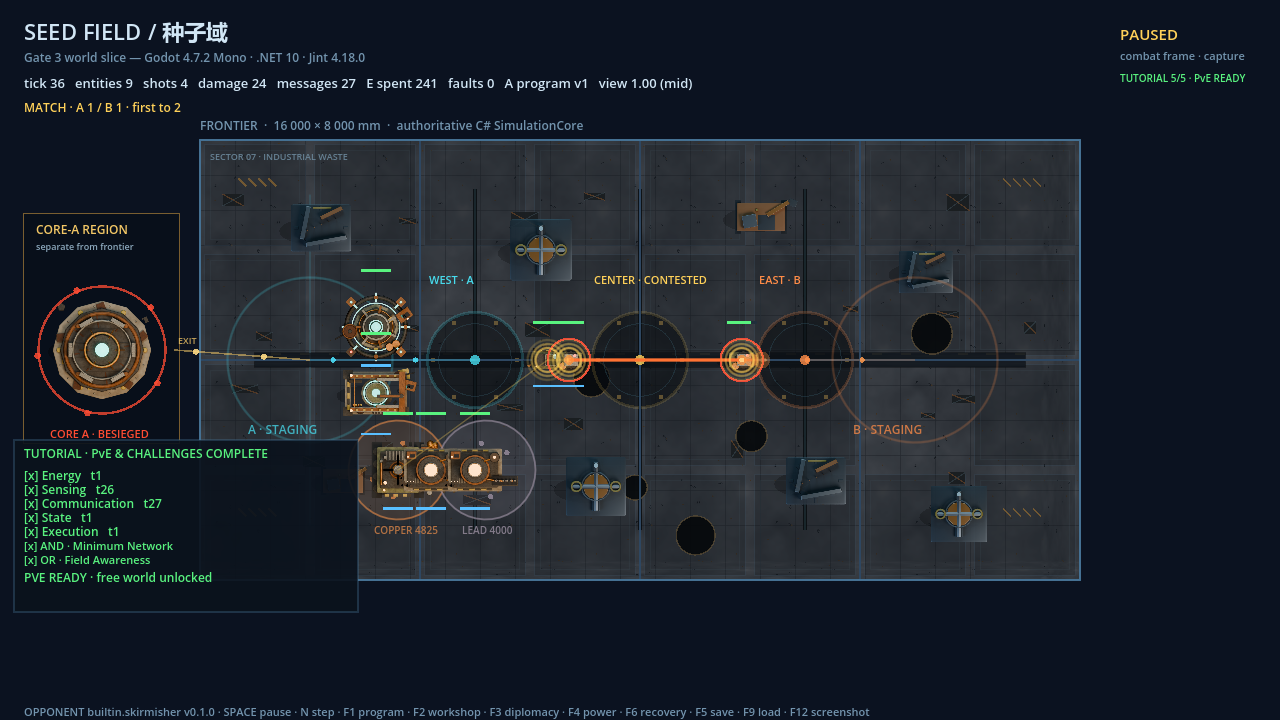 SEED FIELD / 种子域
Gate 3 world slice — Godot 4.7.2 Mono · .NET 10 · Jint 4.18.0
tick 36 entities 9 shots 4 damage 24 messages 27 E spent 241 faults 0 A program v1 view 1.00 (mid)
MATCH · A 1 / B 1 · first to 2
PAUSED
combat frame · capture
TUTORIAL 5/5 · PvE READY
FRONTIER · 16 000 × 8 000 mm · authoritative C# SimulationCore
SECTOR 07 · INDUSTRIAL WASTE
CORE-A REGION
separate from frontier
WEST · A
CENTER · CONTESTED
EAST · B
EXIT
CORE A · BESIEGED
A · STAGING
B · STAGING
COPPER 4825
LEAD 4000
TUTORIAL · PvE & CHALLENGES COMPLETE
[x] Energy t1
[x] Sensing t26
[x] Communication t27
[x] State t1
[x] Execution t1
[x] AND · Minimum Network
[x] OR · Field Awareness
PVE READY · free world unlocked
OPPONENT builtin.skirmisher v0.1.0 · SPACE pause · N step · F1 program · F2 workshop · F3 diplomacy · F4 power · F6 recovery · F5 save · F9 load · F12 screenshot